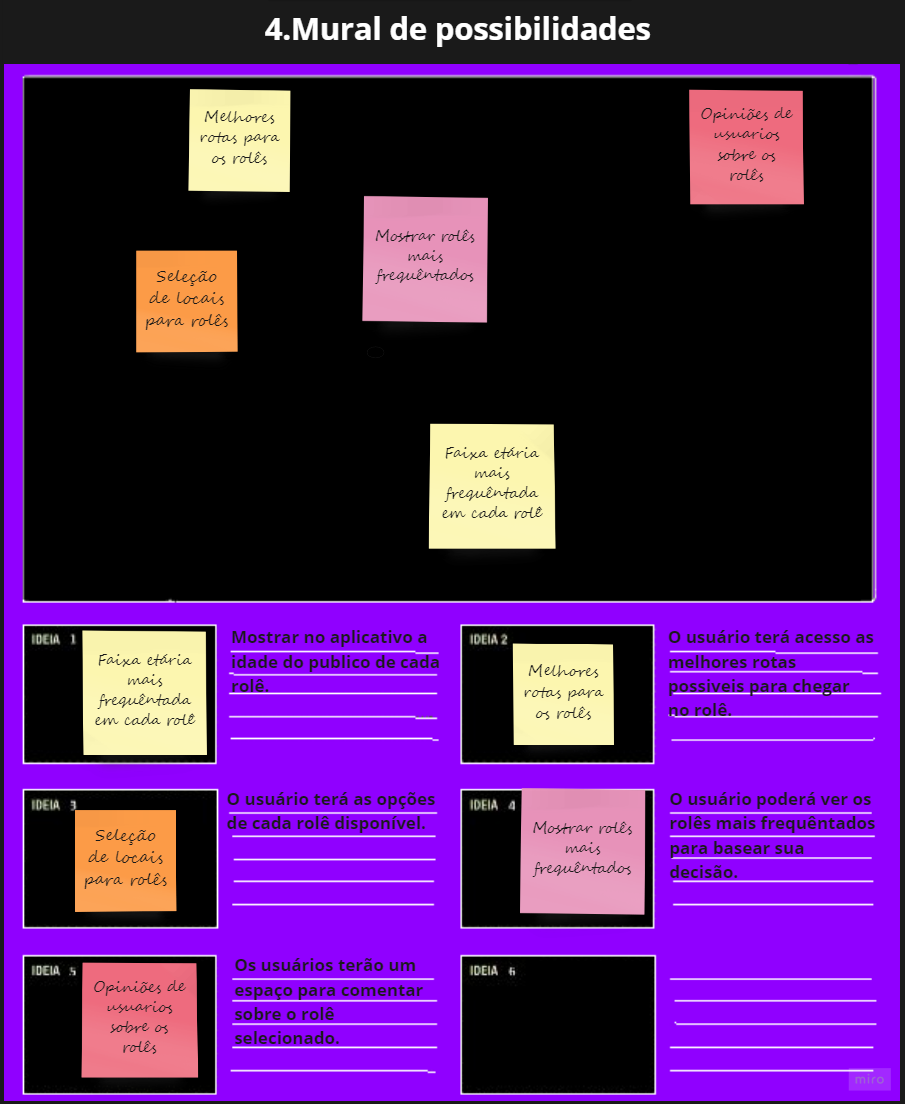 4.Mural de possibilidades
Melhores
rotas para
os rolês
Opiniões de
usuarios
sobre os
rolês
Mostrar rolês
mais
frequêntados
Seleção
de locais
para rolês
Faixa etária
mais
frequêntada
em cada rolê
IDEIA 1
Faixa etária
mais
frequêntada
em cada rolê
Mostrar no aplicativo a
idade do publico de cada
rolê.
IDEIA 2
Melhores
rotas para
os rolês
O usuário terá acesso as
melhores rotas
possiveis para chegar
no rolê.
IDEIA 3
Seleção
de locais
para rolês
O usuário terá as opções
de cada rolê disponível.
IDEIA 4
Mostrar rolês
mais
frequêntados
O usuário poderá ver os
rolês mais frequêntados
para basear sua
decisão.
IDEIA 5
Opiniões de
usuarios
sobre os
rolês
Os usuários terão um
espaço para comentar
sobre o rolê
selecionado.
IDEIA 6
miro